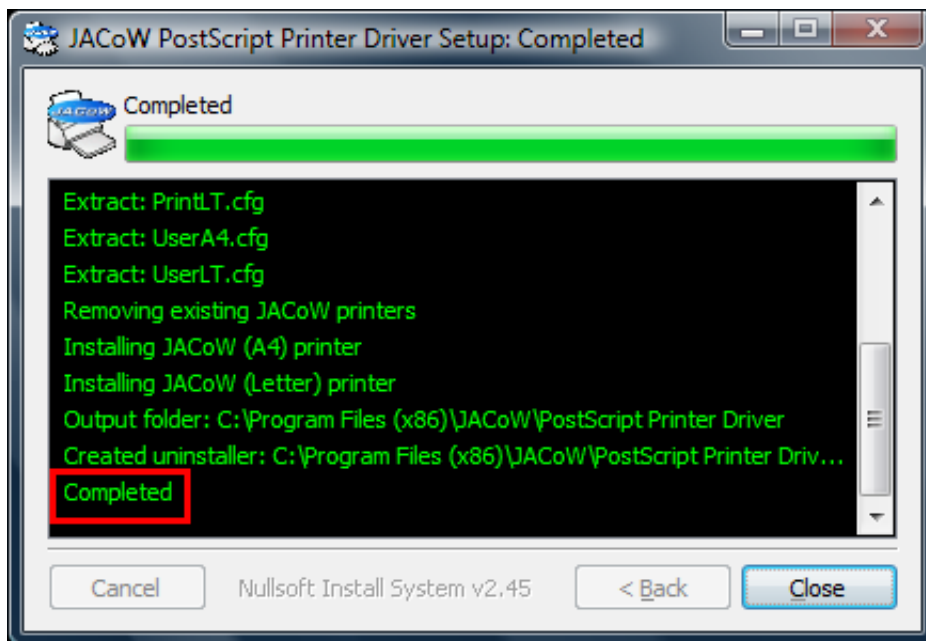 JACoW PostScript Printer Driver Setup: Completed
JACoW
Completed
Extract: PrintLT.cfg
Extract: UserA4.cfg
Extract: UserLT.cfg
Removing existing JACoW printers
Installing JACoW (A4) printer
Installing JACoW (Letter) printer
Output folder: C:\Program Files (x86)\JACoW\PostScript Printer Driver
Created uninstaller: C:\Program Files (x86)\JACoW\PostScript Printer Driv...
Completed
Cancel
Nullsoft Install System v2.45
< Back
Close